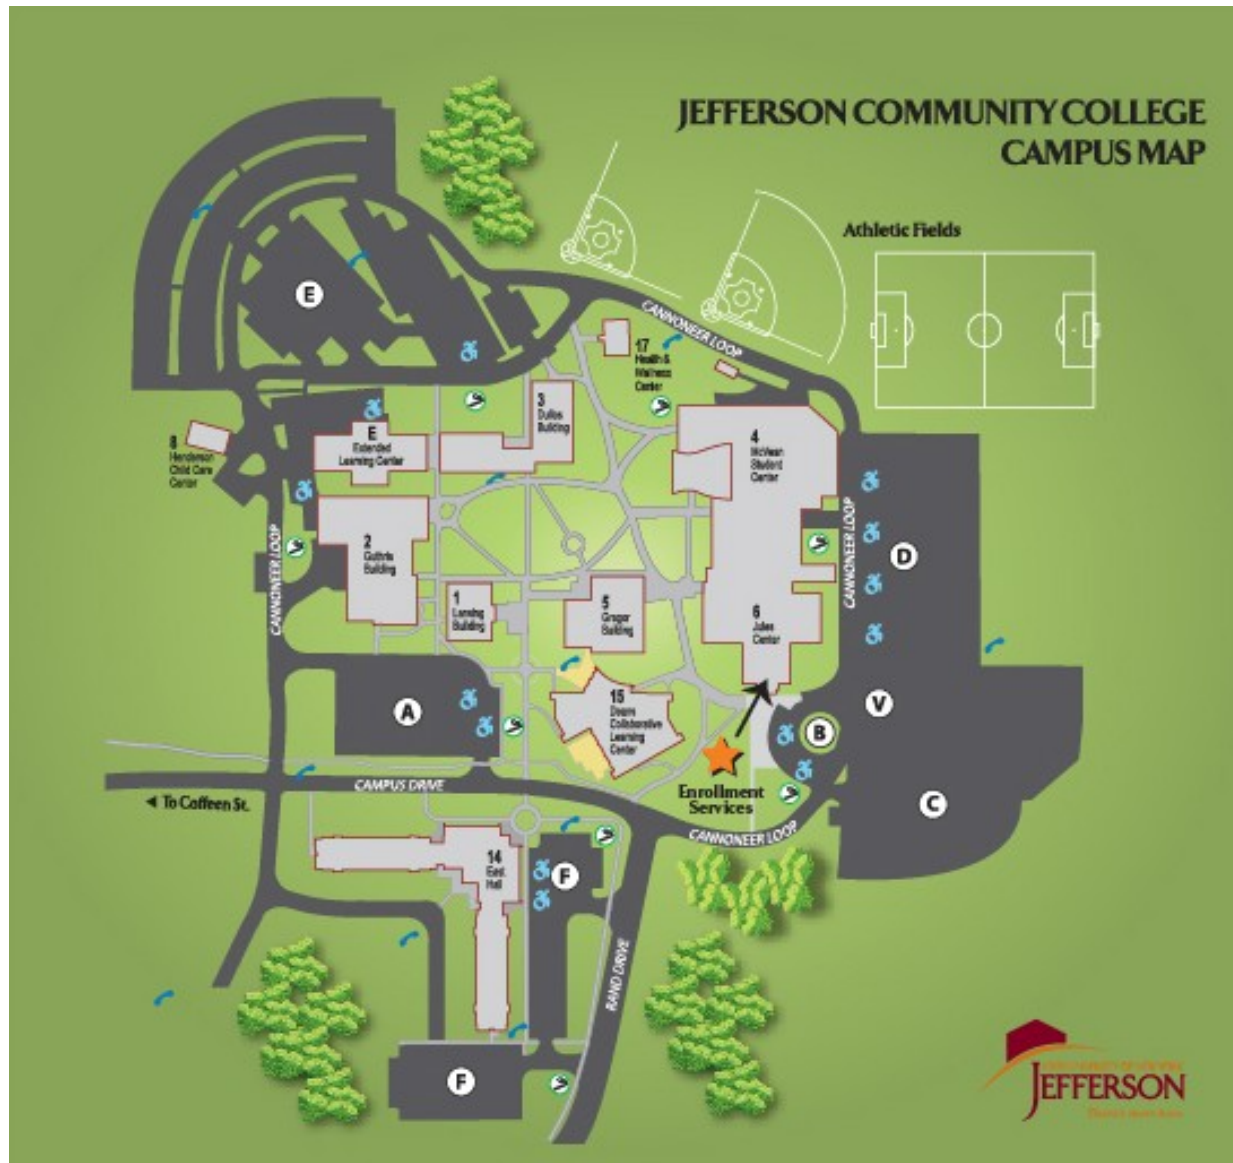 JEFFERSON COMMUNITY COLLEGE
CAMPUS MAP
Athletic Fields
CANNONEER LOOP
E
17
Health &
Wellness
Center
3
Dulles
Building
E
Extended
Learning Center
8
Henderson
Child Care
Center
4
McVean
Student
Center
CANNONEER LOOP
D
2
Guthrie
Building
CANNONEER LOOP
1
Lansing
Building
5
Gregor
Building
6
Jules
Center
A
15
Collaborative
Learning
Center
V
B
CAMPUS DRIVE
To Coffeen St.
Enrollment
Services
C
CANNONEER LOOP
14
East
Hall
F
RAND DRIVE
F
JEFFERSON